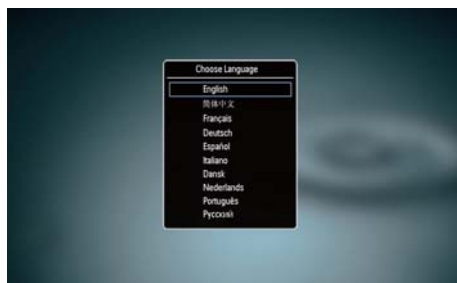 Choose Language
English
简体中文
Français
Deutsch
Español
Italiano
Dansk
Nederlands
Português
Русский